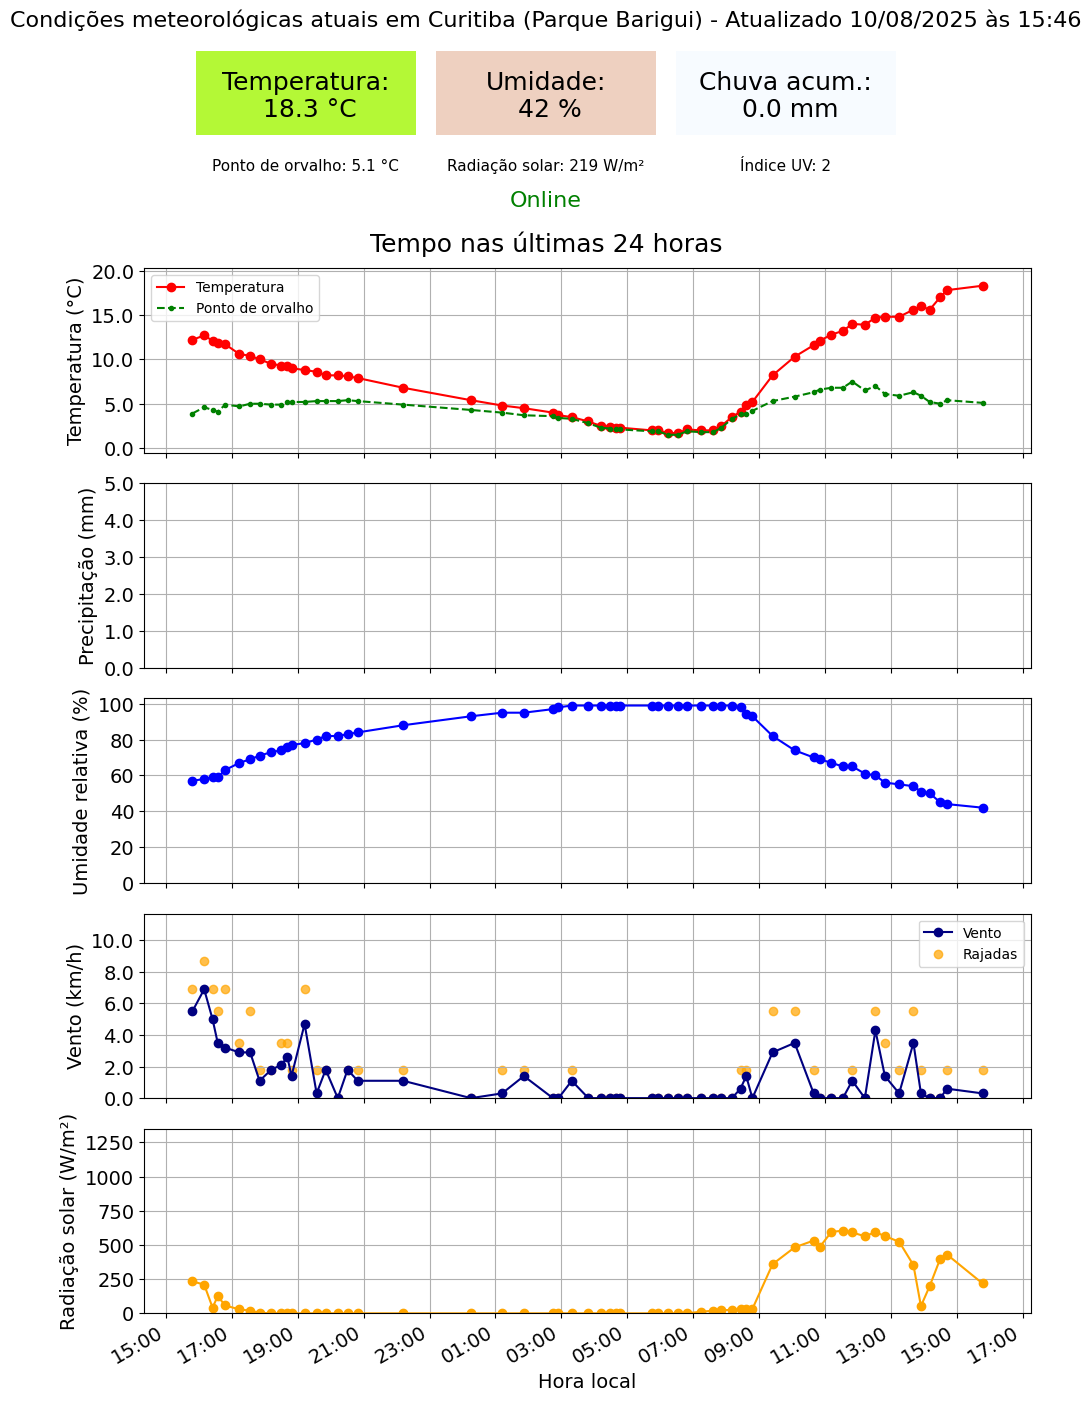 Condições meteorológicas atuais em Curitiba (Parque Barigui) - Atualizado 10/08/2025 às 15:46
Temperatura:
18.3 °C
Umidade:
42 %
Chuva acum.:
0.0 mm
Ponto de orvalho: 5.1 °C
Radiação solar: 219 W/m²
Índice UV: 2
Online
Tempo nas últimas 24 horas
Temperatura (°C)
20.0
15.0
10.0
5.0
0.0
Temperatura
Ponto de orvalho
Precipitação (mm)
5.0
4.0
3.0
2.0
1.0
0.0
Umidade relativa (%)
100
80
60
40
20
0
Vento (km/h)
10.0
8.0
6.0
4.0
2.0
0.0
Vento
Rajadas
Radiação solar (W/m²)
1250
1000
750
500
250
0
15:00
17:00
19:00
21:00
23:00
01:00
03:00
05:00
07:00
09:00
11:00
13:00
15:00
17:00
Hora local